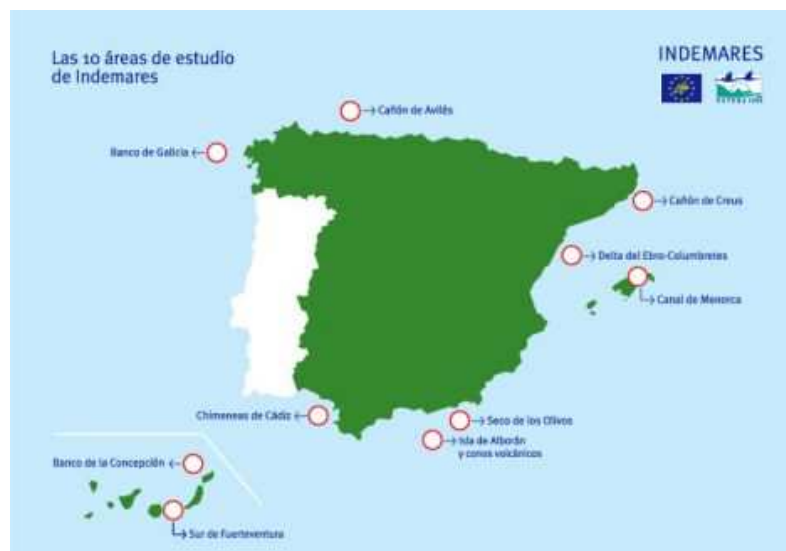 Las 10 áreas de estudio
de Indemares
INDEMARES
Cañón de Avilés
Banco de Galicia
Cañón de Creus
Delta del Ebro-Columbretes
Canal de Menorca
Chimeneas de Cádiz
Seco de los Olivos
Isla de Alborán
y conos volcánicos
Banco de la Concepción
Sur de Fuerteventura